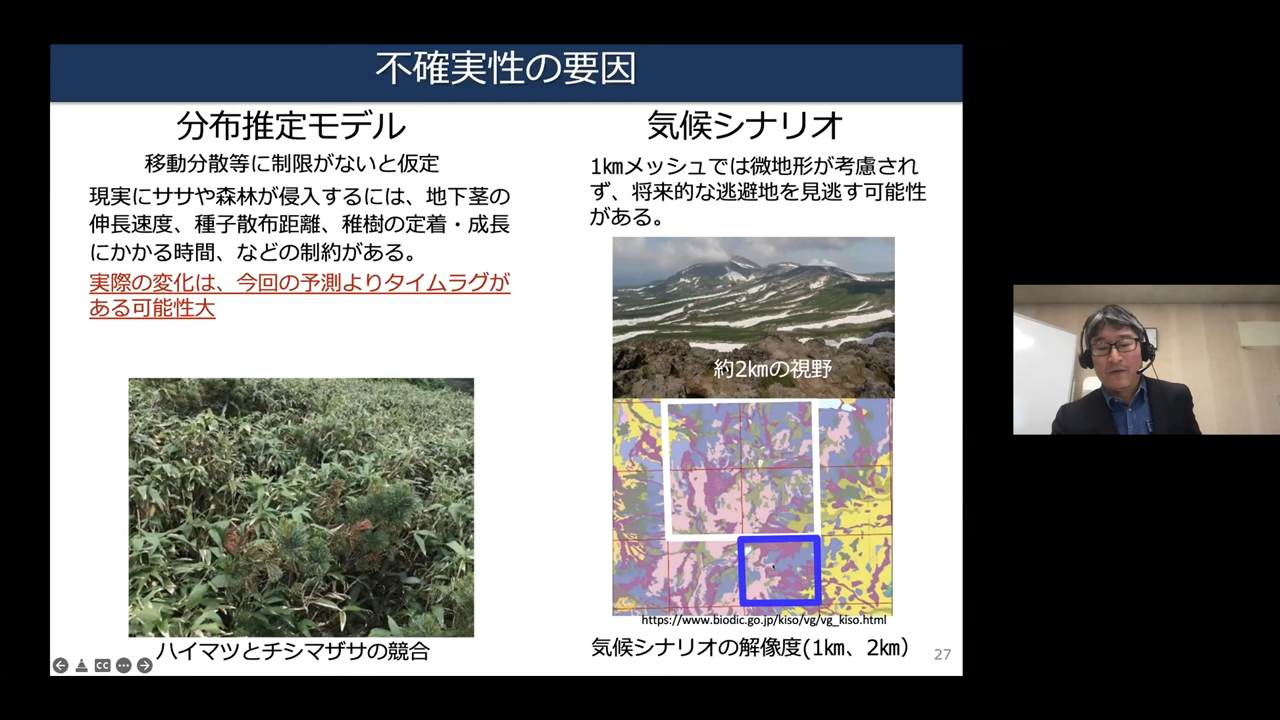 不確実性の要因
分布推定モデル
移動分散等に制限がないと仮定
現実にササや森林が侵入するには、地下茎の
伸長速度、種子散布距離、稚樹の定着・成長
にかかる時間、などの制約がある。
実際の変化は、今回の予測よりタイムラグが
ある可能性大
ハイマツとチシマザサの競合
気候シナリオ
1kmメッシュでは微地形が考慮され
ず、将来的な逃避地を見逃す可能性
がある。
約2kmの視野
https://www.biodic.go.jp/kiso/vg/vg_kiso.html
気候シナリオの解像度(1km、2km)
27
CC